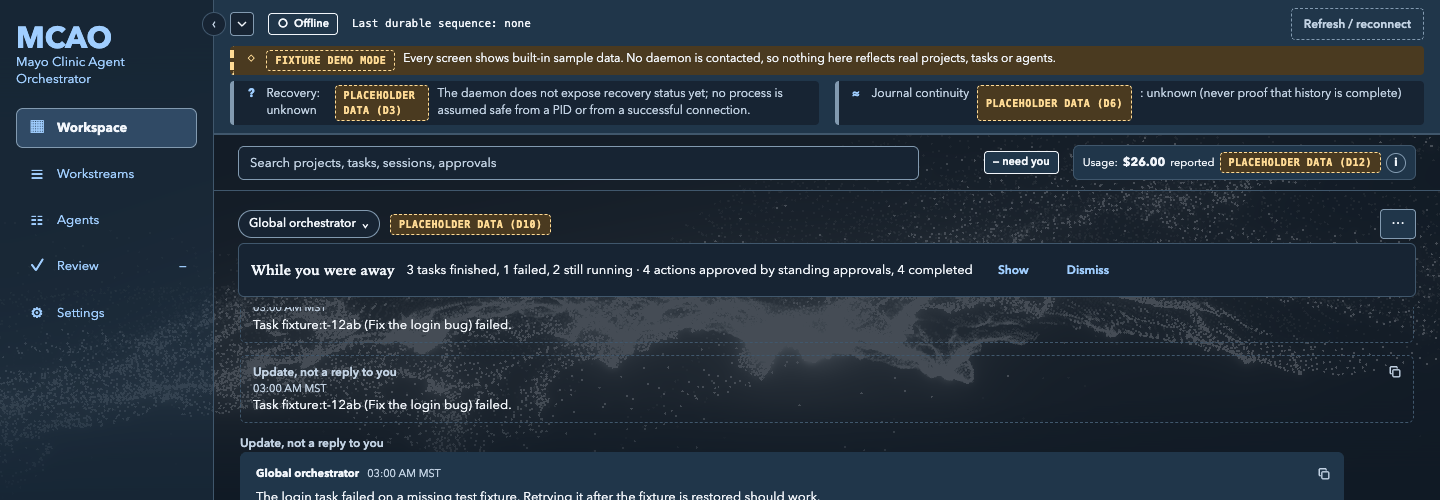 MCAO
Mayo Clinic Agent
Orchestrator
Workspace
Workstreams
Agents
Review –
Settings
Offline Last durable sequence: none Refresh / reconnect
FIXTURE DEMO MODE Every screen shows built-in sample data. No daemon is contacted, so nothing here reflects real projects, tasks or agents.
? Recovery: unknown PLACEHOLDER DATA (D3) The daemon does not expose recovery status yet; no process is
assumed safe from a PID or from a successful connection.
≈ Journal continuity PLACEHOLDER DATA (D6) : unknown (never proof that history is complete)
Search projects, tasks, sessions, approvals
– need you
Usage: $26.00 reported PLACEHOLDER DATA (D12) i
Global orchestrator PLACEHOLDER DATA (D10) ...
While you were away 3 tasks finished, 1 failed, 2 still running · 4 actions approved by standing approvals, 4 completed Show Dismiss
03:00 AM MST
Task fixture:t-12ab (Fix the login bug) failed.
Update, not a reply to you
03:00 AM MST
Task fixture:t-12ab (Fix the login bug) failed.
Update, not a reply to you
Global orchestrator 03:00 AM MST
The login task failed on a missing test fixture. Retrying it after the fixture is restored should work.